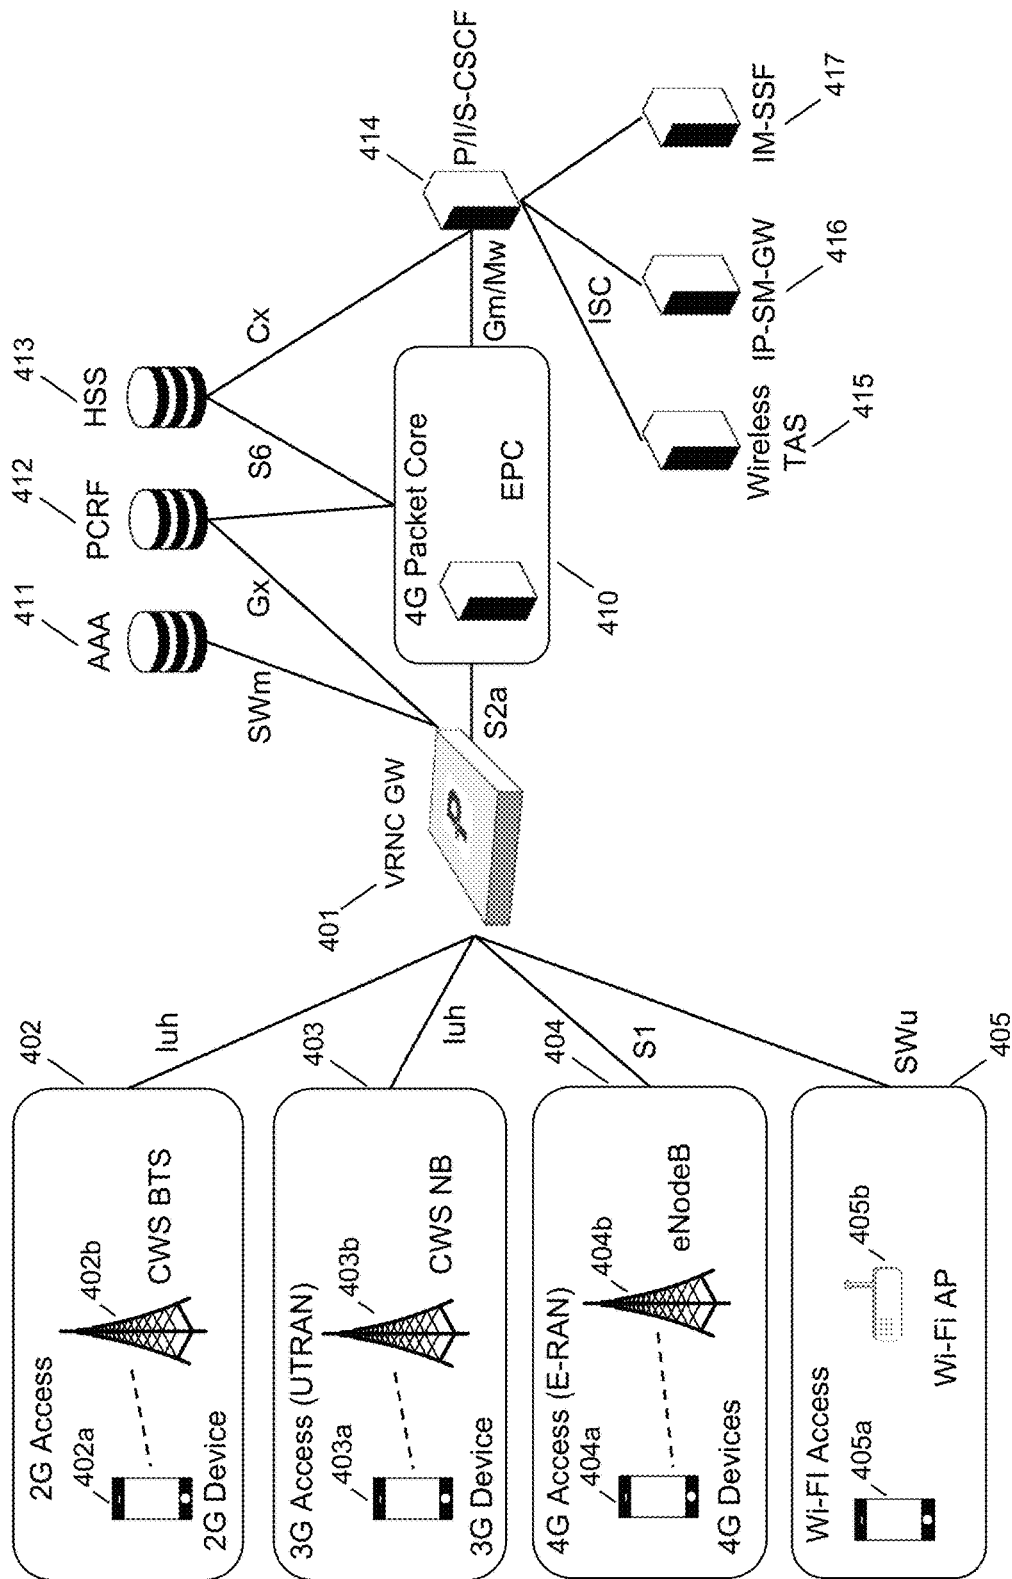 2G Access
402a
2G Device
402b
CWS BTS
402
Iuh
3G Access (UTRAN)
403a
3G Device
403b
CWS NB
403
Iuh
4G Access (E-RAN)
404a
4G Devices
404b
eNodeB
404
S1
Wi-FI Access
405a
405b
Wi-Fi AP
405
SWu
401
VRNC GW
SWm
Gx
S6
Cx
411
AAA
412
PCRF
413
HSS
S2a
4G Packet Core
EPC
410
Gm/Mw
414
P/I/S-CSCF
ISC
Wireless
TAS
415
IP-SM-GW
416
IM-SSF
417